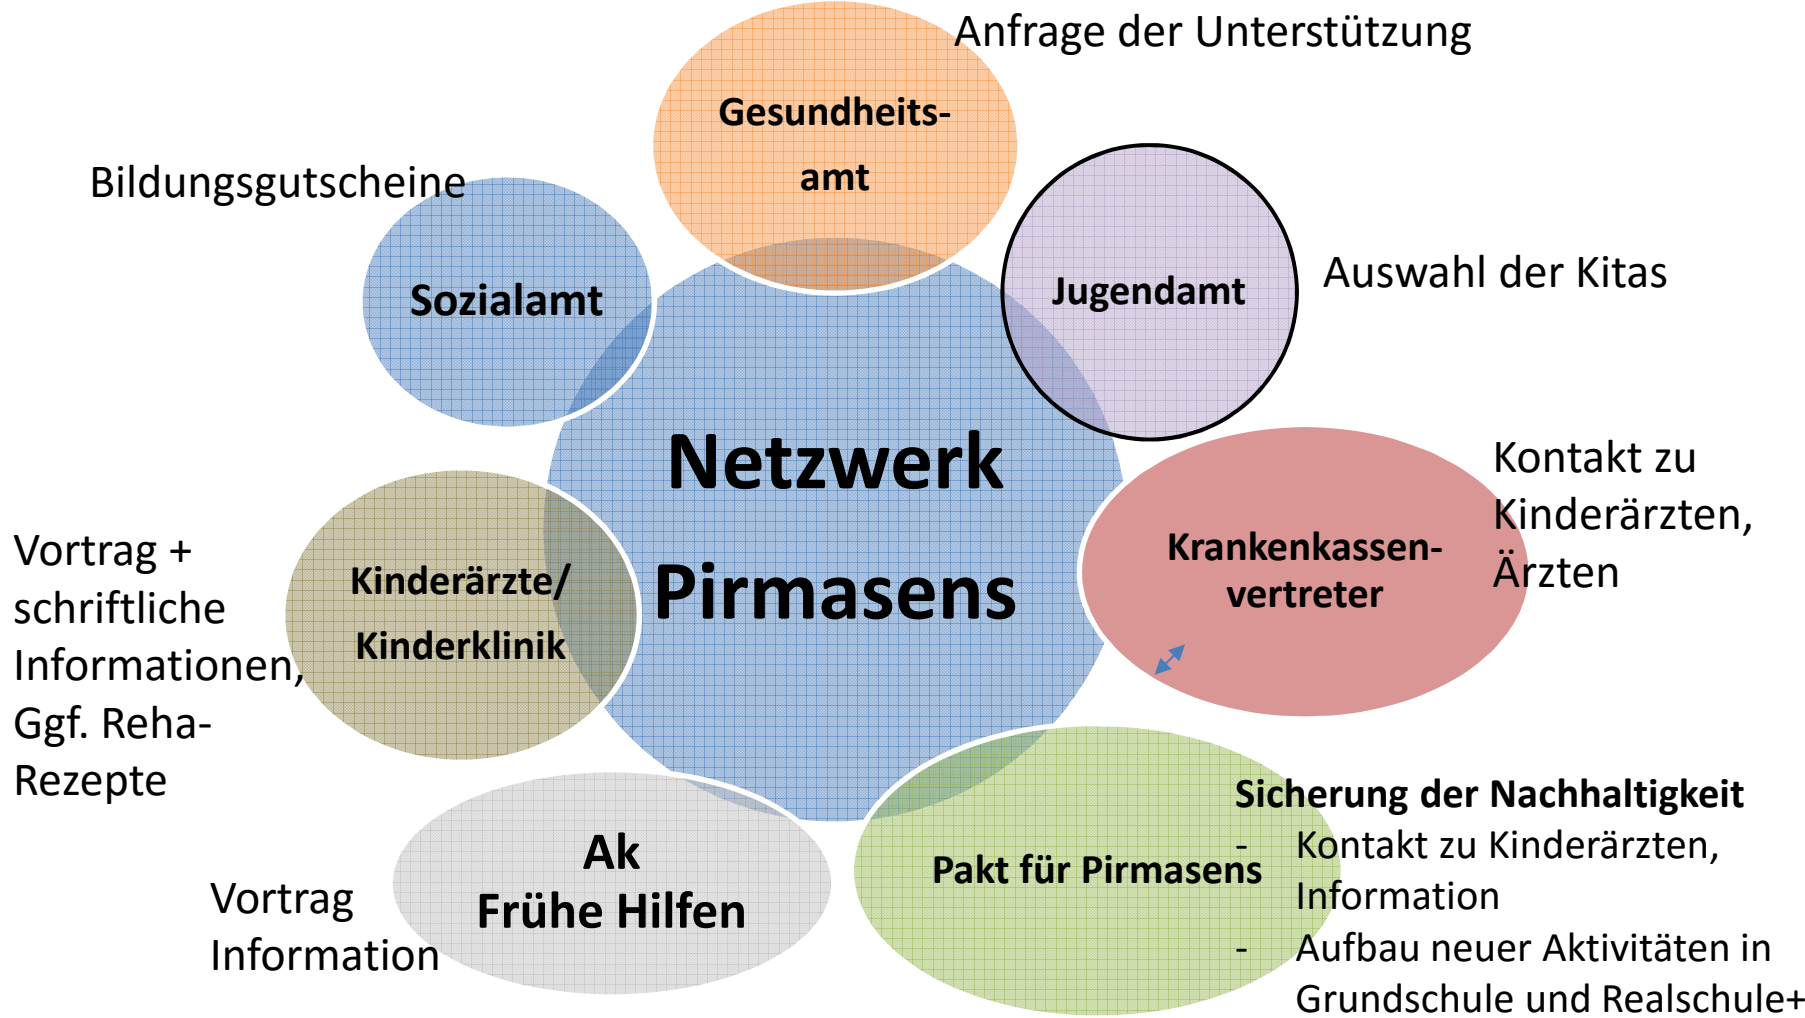 Anfrage der Unterstützung
Gesundheits-
amt
Bildungsgutscheine
Sozialamt
Jugendamt
Auswahl der Kitas
Netzwerk
Pirmasens
Krankenkassen-
vertreter
Kontakt zu
Kinderärzten,
Ärzten
Vortrag +
schriftliche
Informationen,
Ggf. Reha-
Rezepte
Kinderärzte/
Kinderklinik
Ak
Frühe Hilfen
Vortrag
Information
Pakt für Pirmasens
Sicherung der Nachhaltigkeit
- Kontakt zu Kinderärzten,
Information
- Aufbau neuer Aktivitäten in
Grundschule und Realschule+